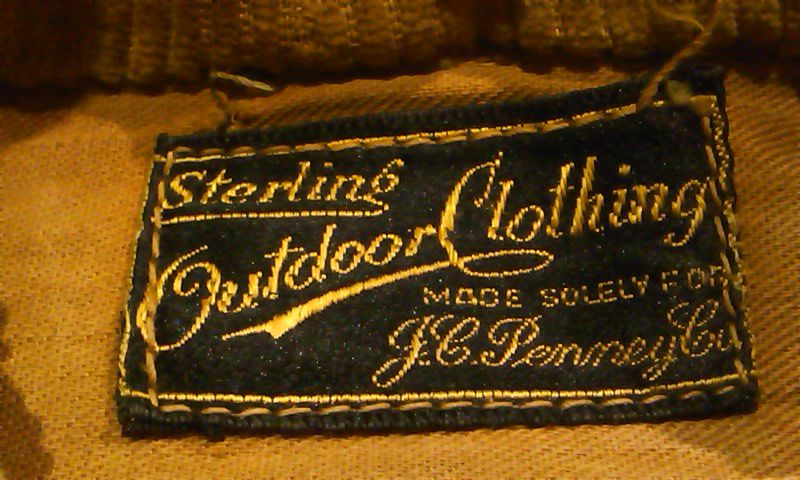 Sterling
Outdoor Clothing
MADE SOLELY FOR
J.C. Penney Co